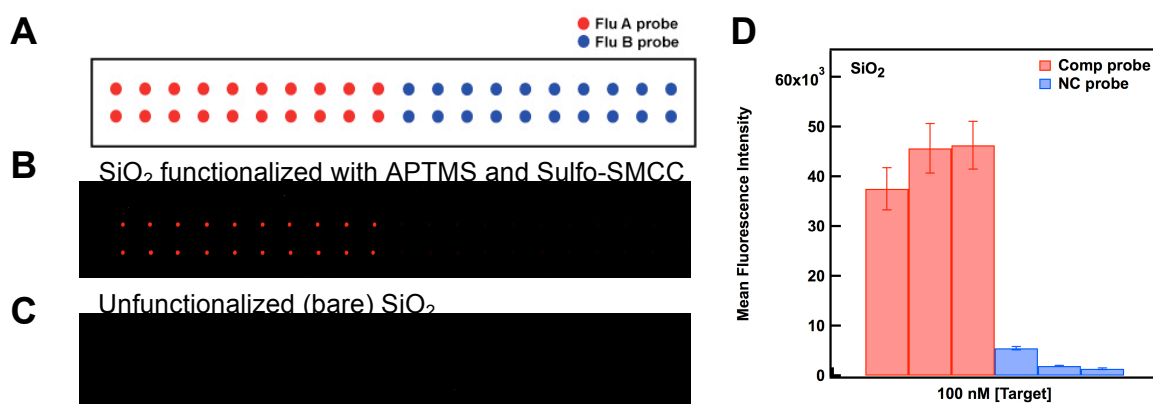 A
Flu A probe
Flu B probe
B
SiO₂ functionalized with APTMS and Sulfo-SMCC
C
Unfunctionalized (bare) SiO₂
D
SiO₂
Comp probe
NC probe
60x10³
50
40
30
20
10
0
Mean Fluorescence Intensity
100 nM [Target]